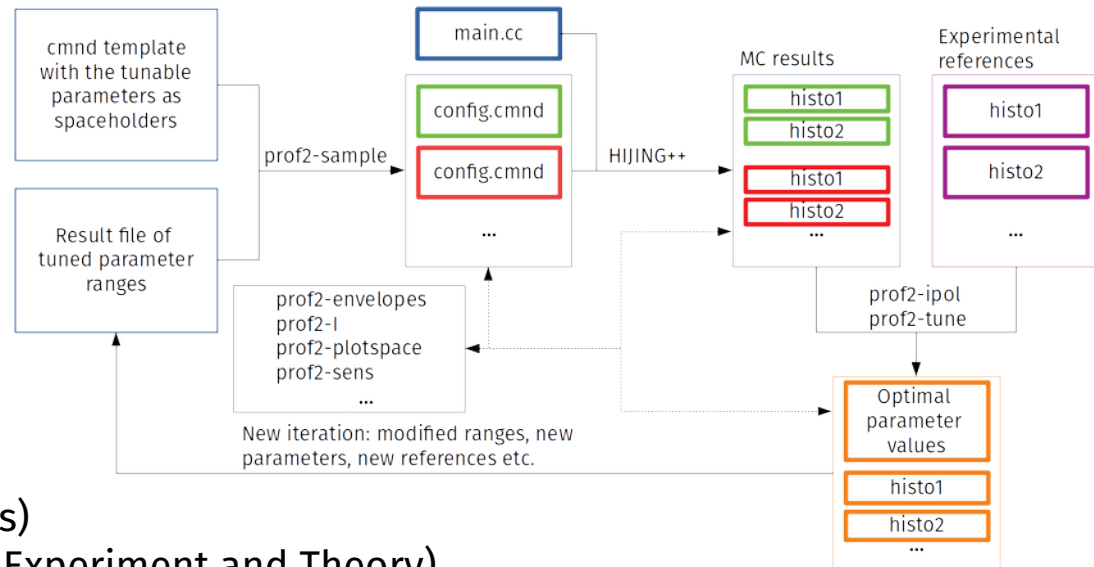 cmnd template
with the tunable
parameters as
spaceholders
Result file of
tuned parameter
ranges
prof2-sample
main.cc
config.cmnd
config.cmnd
...
HIJING++
MC results
histo1
histo2
histo1
histo2
...
Experimental
references
histo1
histo2
...
prof2-envelopes
prof2-I
prof2-plotspace
prof2-sens
...
prof2-ipol
prof2-tune
New iteration: modified ranges, new
parameters, new references etc.
Optimal
parameter
values
histo1
histo2
...
s)
Experiment and Theory)